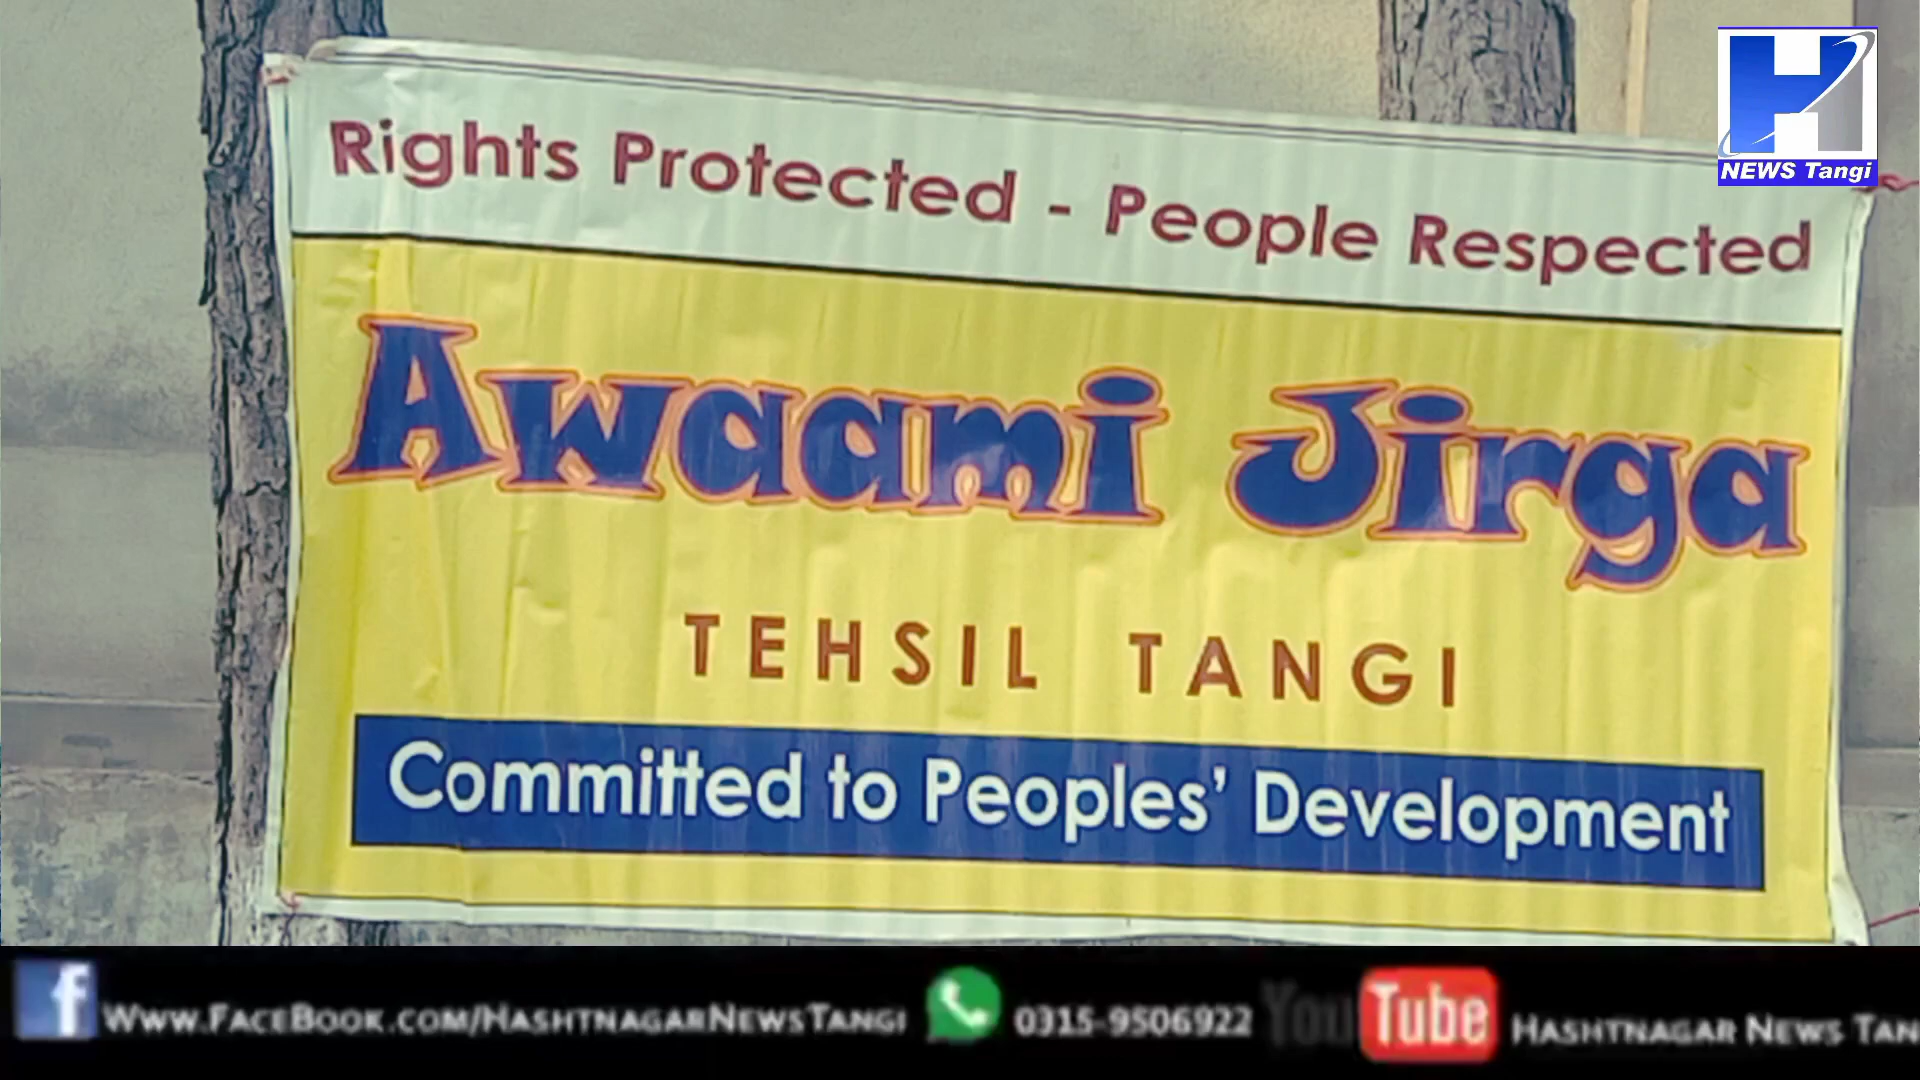 H
NEWS Tangi
Rights Protected - People Respected
Awaami Jirga
TEHSIL TANGI
Committed to Peoples' Development
f Www.FaceBook.com/HashtnagarNewsTangi 0315-9506922 YouTube Hashtnagar News Tan